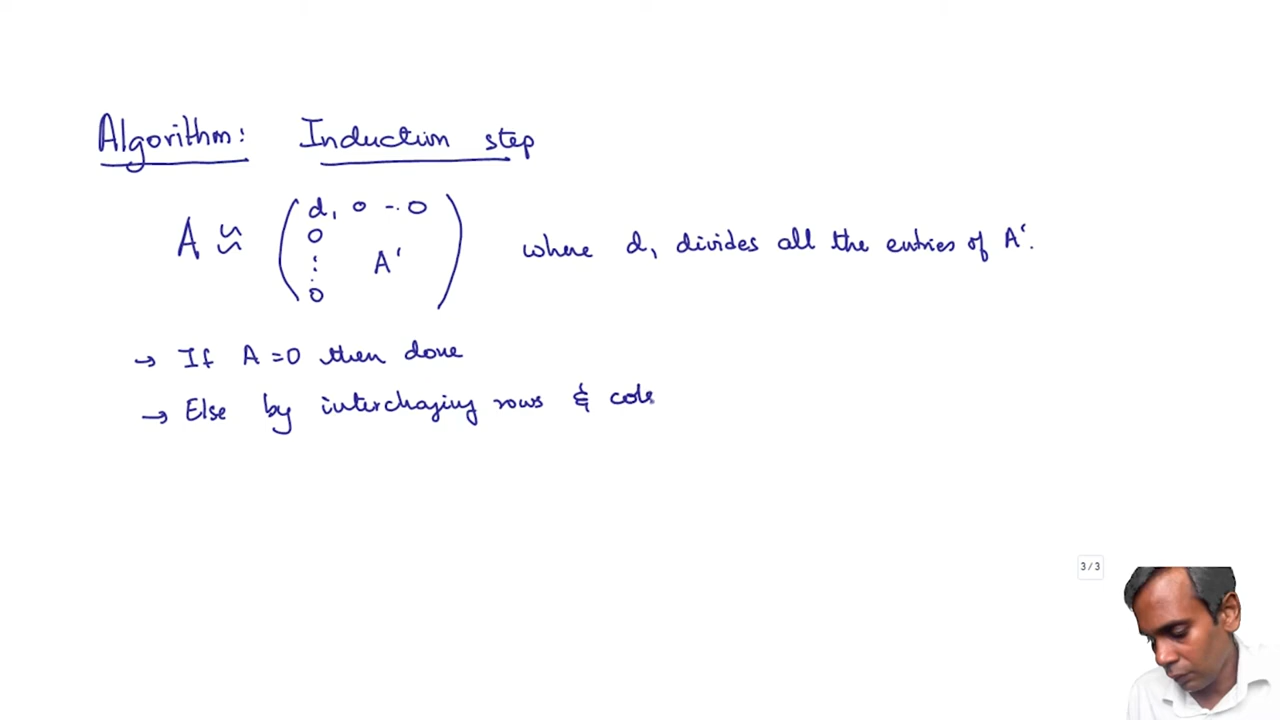 Algorithm: Induction step
A ≈ ( d₁ 0 -.. 0
0
⋮ A'
0 ) where d₁ divides all the entries of A'.
→ If A = 0 then done
→ Else by interchaging rows & cols
3 / 3